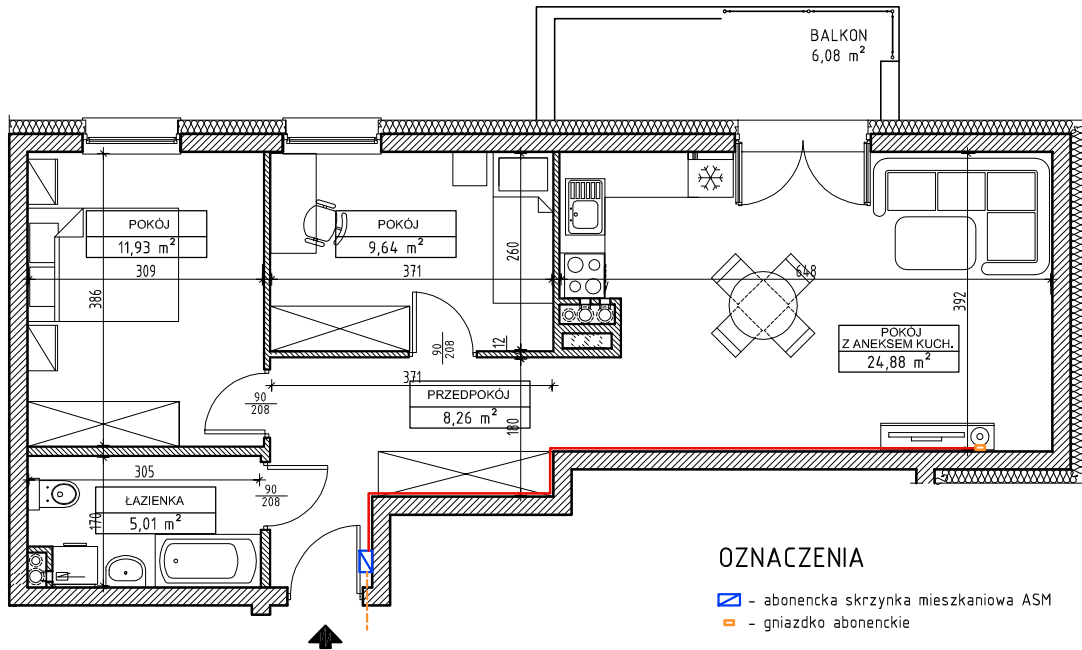 BALKON
6,08 m²
POKÓJ
11,93 m²
309
386
POKÓJ
9,64 m²
371
260
12
90
208
648
392
POKÓJ
Z ANEKSEM KUCH.
24,88 m²
371
PRZEDPOKÓJ
8,26 m²
180
90
208
305
90
208
ŁAZIENKA
5,01 m²
170
OZNACZENIA
- abonencka skrzynka mieszkaniowa ASM
- gniazdko abonenckie